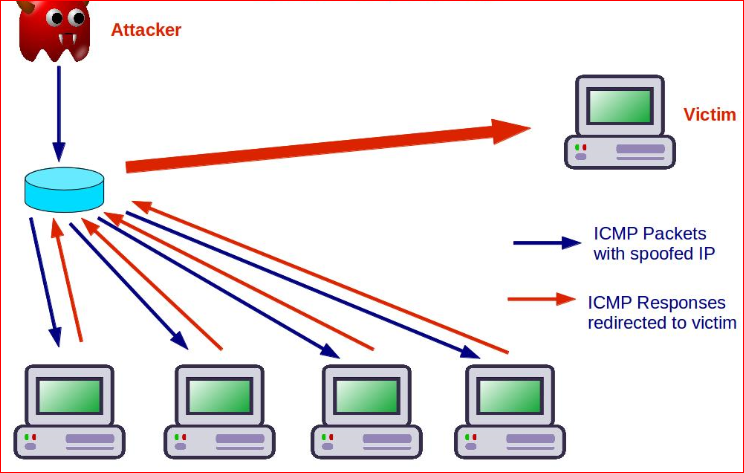 Attacker
Victim
ICMP Packets
with spoofed IP
ICMP Responses
redirected to victim